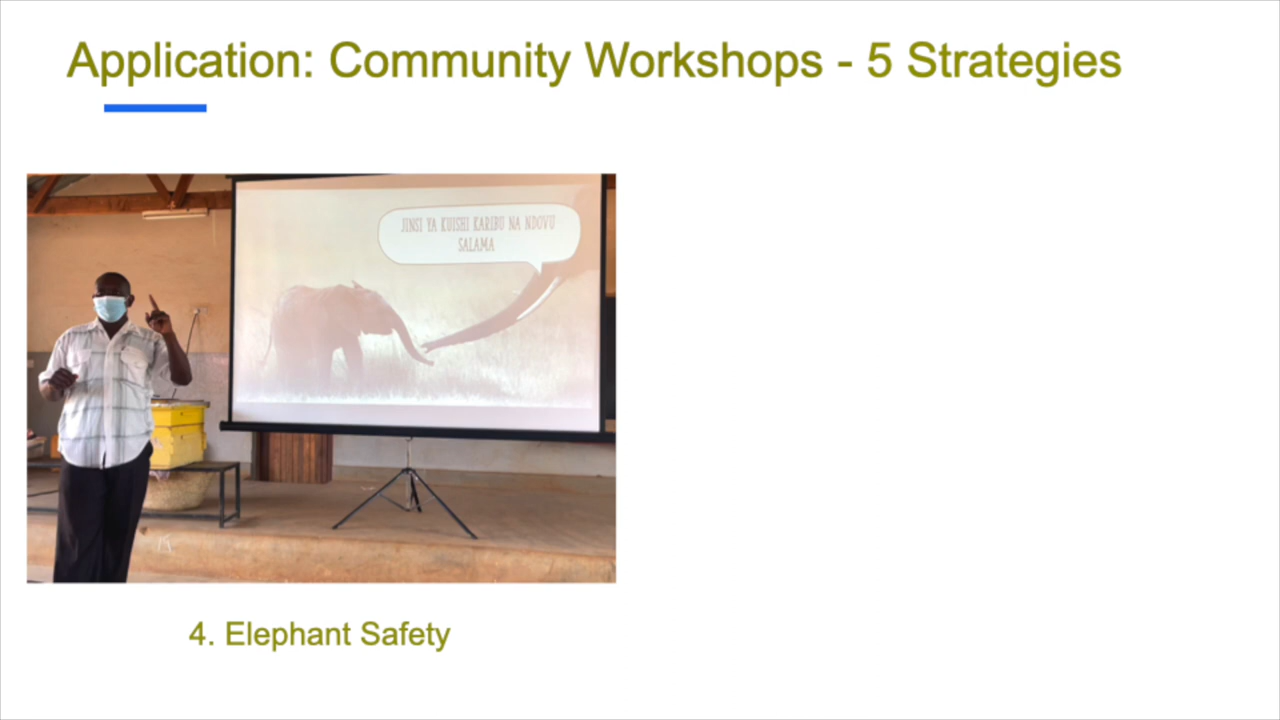 Application: Community Workshops - 5 Strategies
JINSI YA KUISHI KARIBU NA NDOVU
SALAMA
4. Elephant Safety